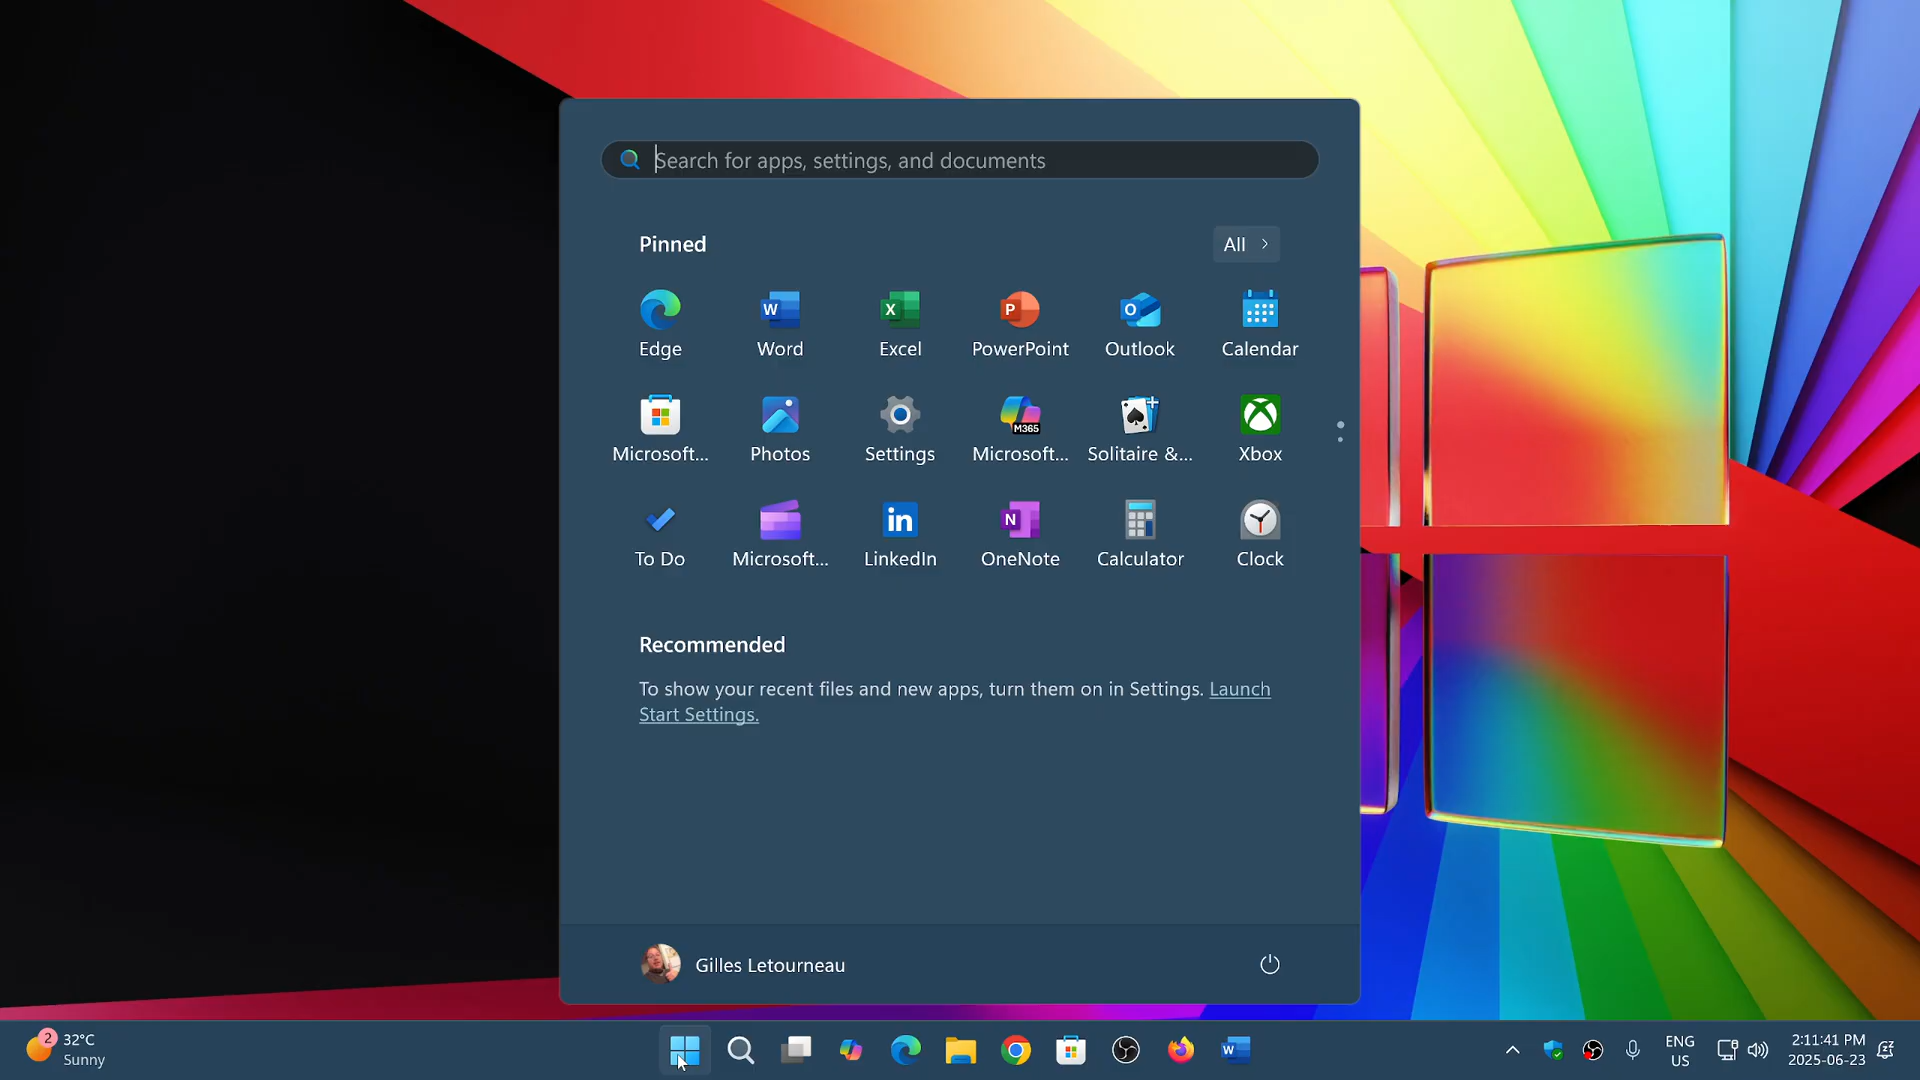 Search for apps, settings, and documents
Pinned
All
Edge
Word
Excel
PowerPoint
Outlook
Calendar
Microsoft...
Photos
Settings
Microsoft...
Solitaire &...
Xbox
M365
To Do
Microsoft...
LinkedIn
OneNote
Calculator
Clock
Recommended
To show your recent files and new apps, turn them on in Settings. Launch
Start Settings.
Gilles Letourneau
2
32°C
Sunny
ENG
US
2:11:41 PM
2025-06-23